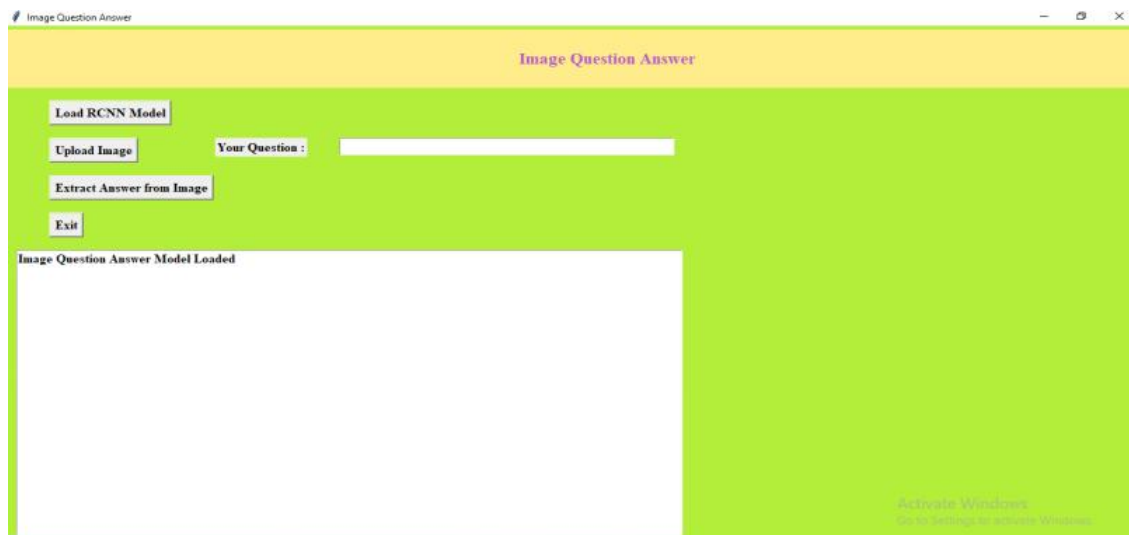 Image Question Answer
Image Question Answer
Load RCNN Model
Upload Image Your Question :
Extract Answer from Image
Exit
Image Question Answer Model Loaded
Activate Windows
Go to Settings to activate Windows.